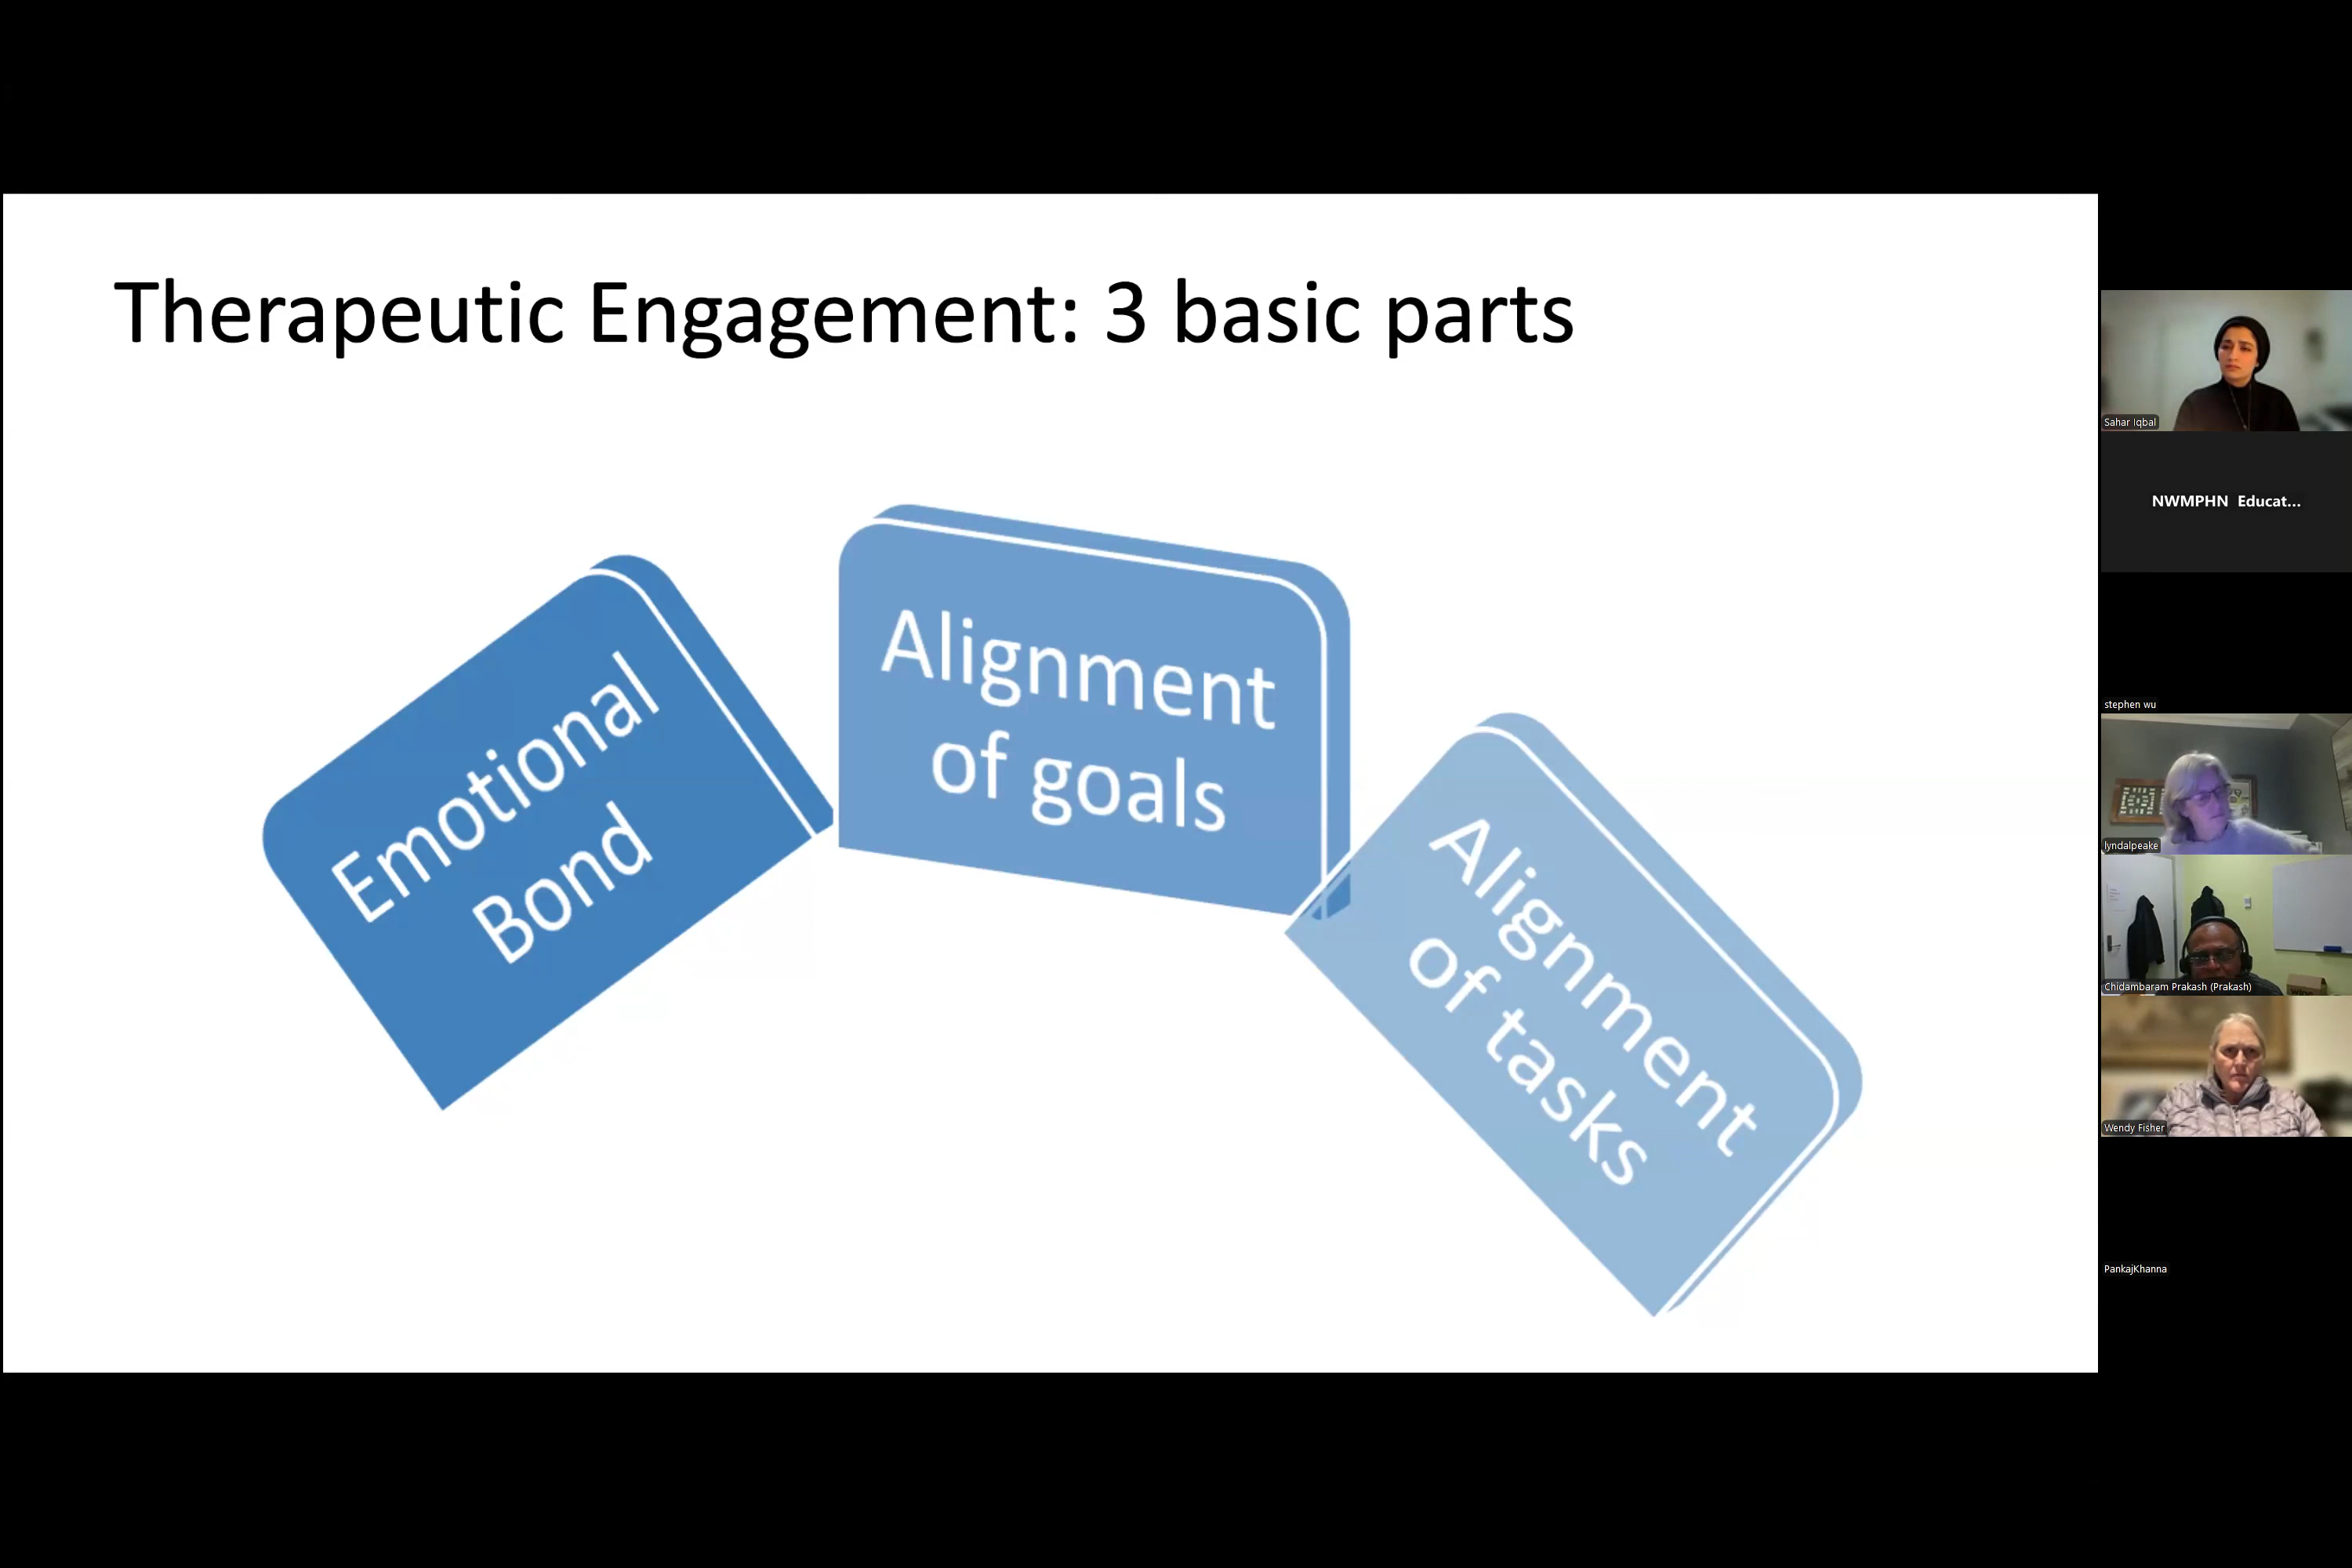 Therapeutic Engagement: 3 basic parts
Emotional
Bond
Alignment
of goals
Alignment
of tasks
Sahar Iqbal
NWMPHN Educat...
stephen wu
lyndalpeake
Chidambaram Prakash (Prakash)
Wendy Fisher
PankajKhanna